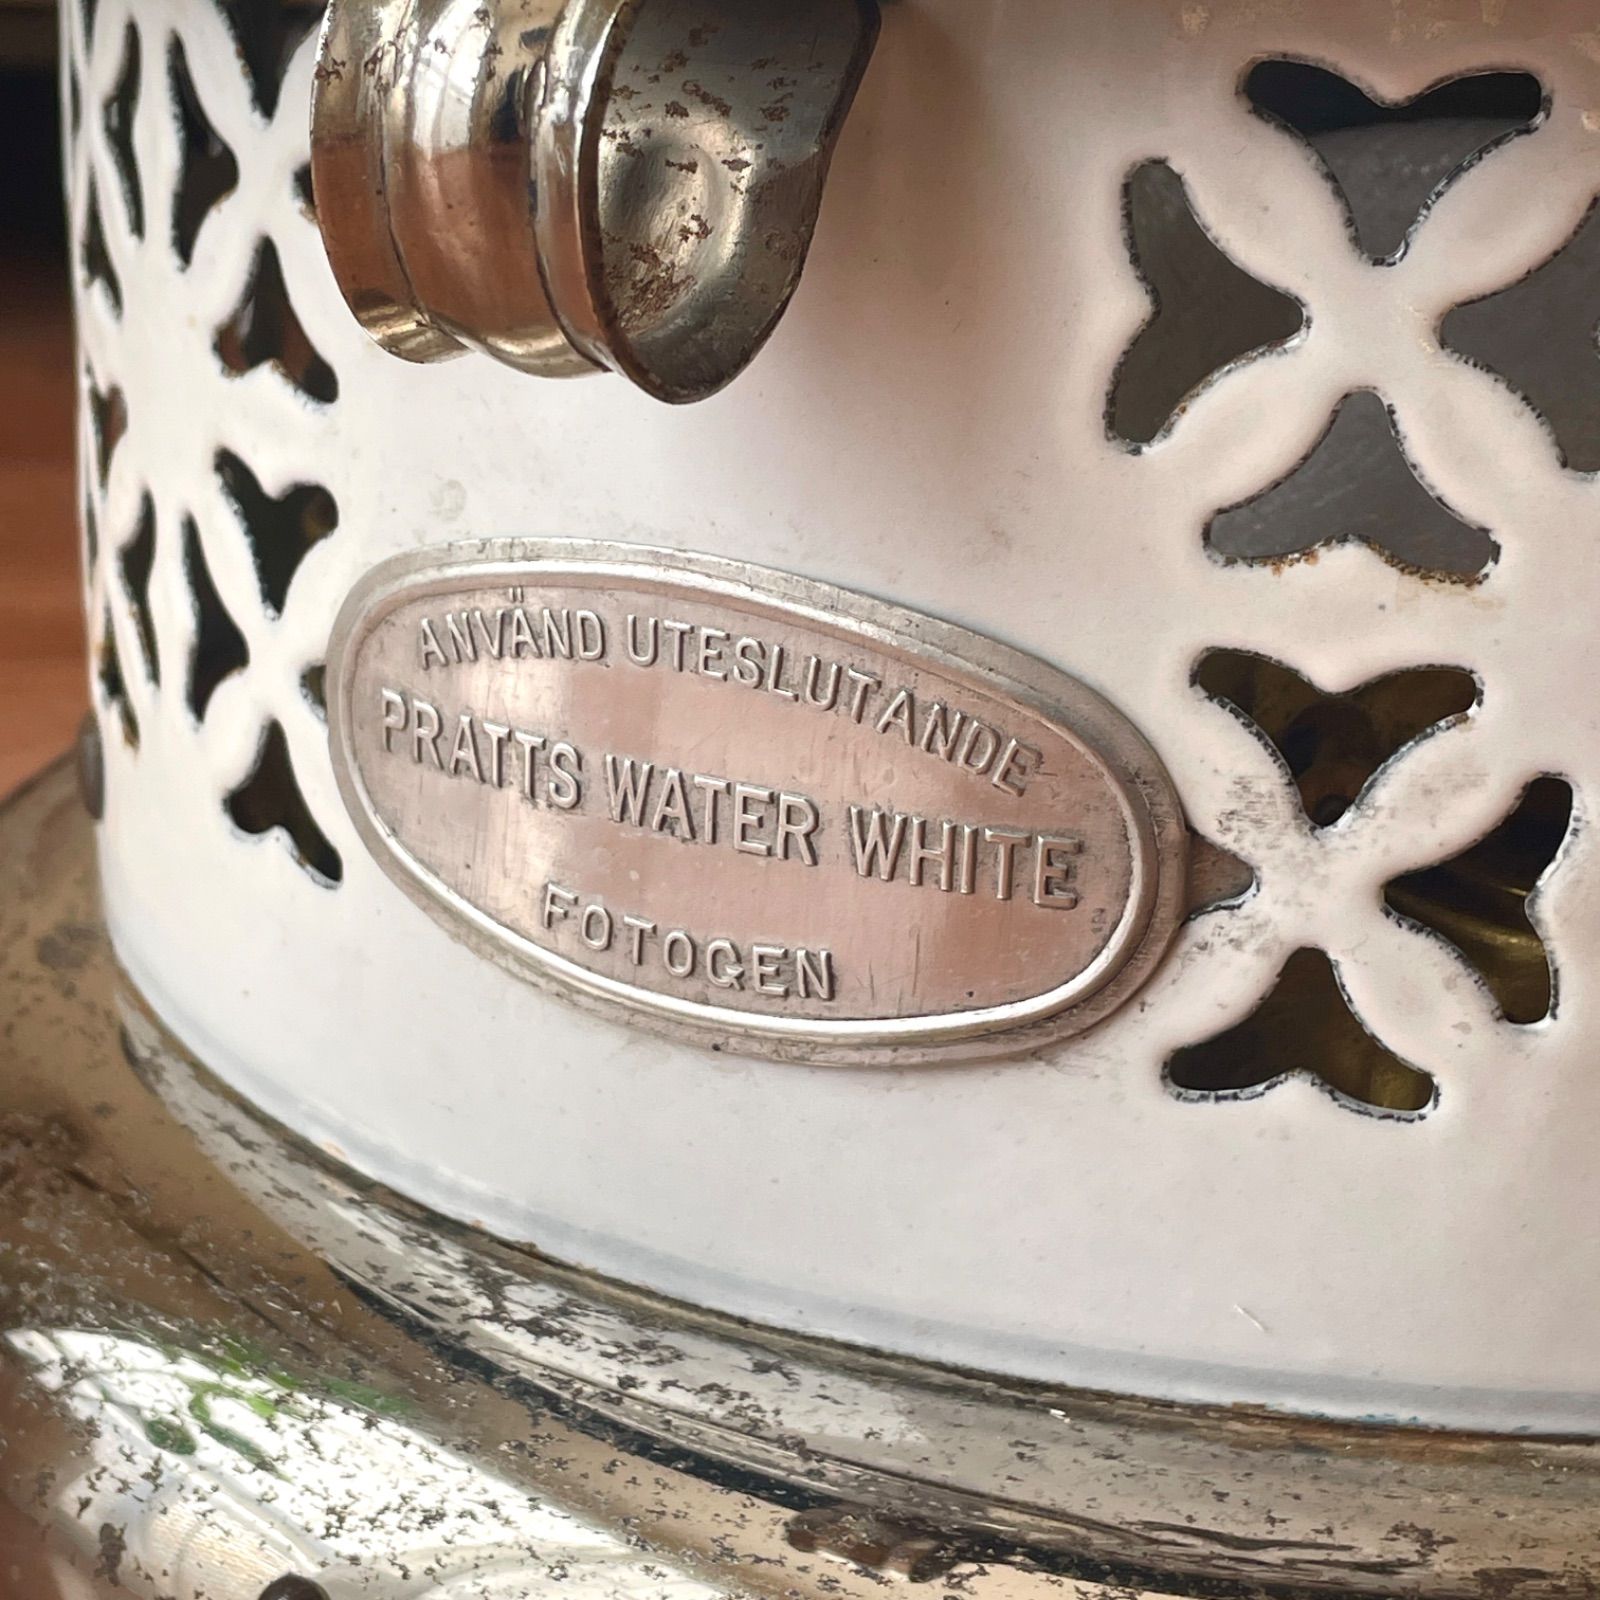 ANVÄND UTESLUTANDE
PRATTS WATER WHITE
FOTOGEN